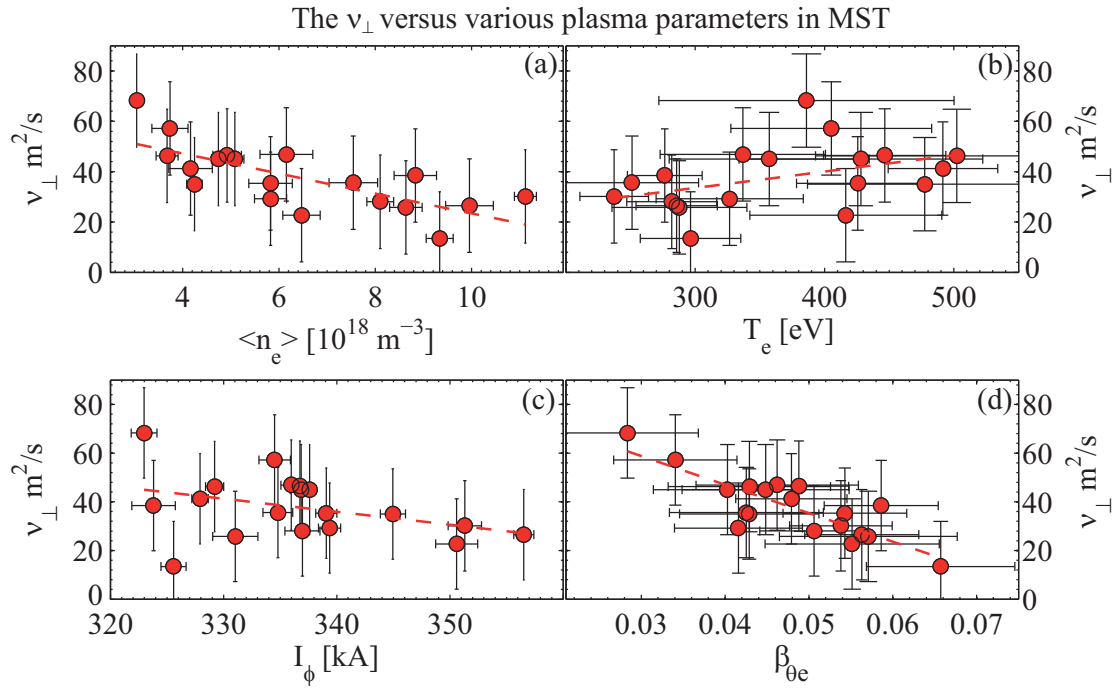 The ν⊥ versus various plasma parameters in MST
(a)
80
60
40
20
0
ν⊥ m²/s
4 6 8 10
<nₑ> [10¹⁸ m⁻³]
(b)
80
60
40
20
0
ν⊥ m²/s
300 400 500
Tₑ [eV]
(c)
80
60
40
20
0
ν⊥ m²/s
320 330 340 350
I_ϕ [kA]
(d)
80
60
40
20
0
ν⊥ m²/s
0.03 0.04 0.05 0.06 0.07
β_θe